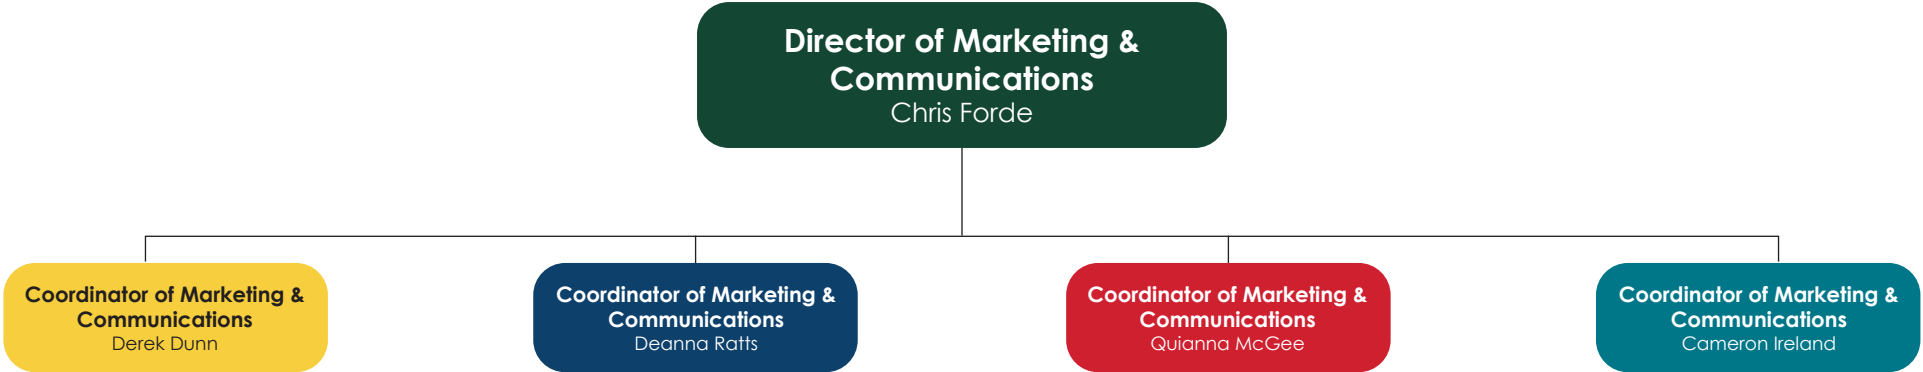 Director of Marketing &
Communications
Chris Forde
Coordinator of Marketing &
Communications
Derek Dunn
Coordinator of Marketing &
Communications
Deanna Ratts
Coordinator of Marketing &
Communications
Quianna McGee
Coordinator of Marketing &
Communications
Cameron Ireland